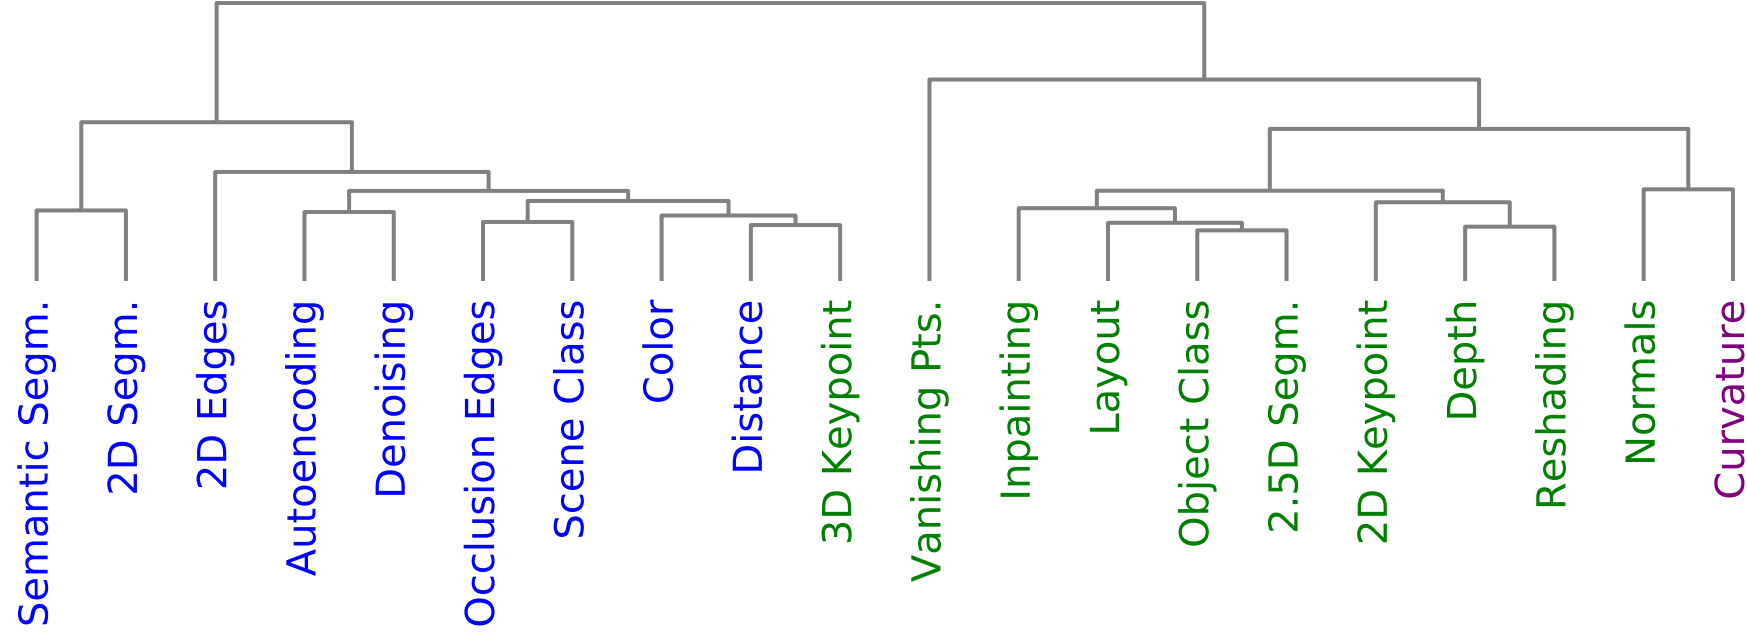 Semantic Segm.
2D Segm.
2D Edges
Autoencoding
Denoising
Occlusion Edges
Scene Class
Color
Distance
3D Keypoint
Vanishing Pts.
Inpainting
Layout
Object Class
2.5D Segm.
2D Keypoint
Depth
Reshading
Normals
Curvature